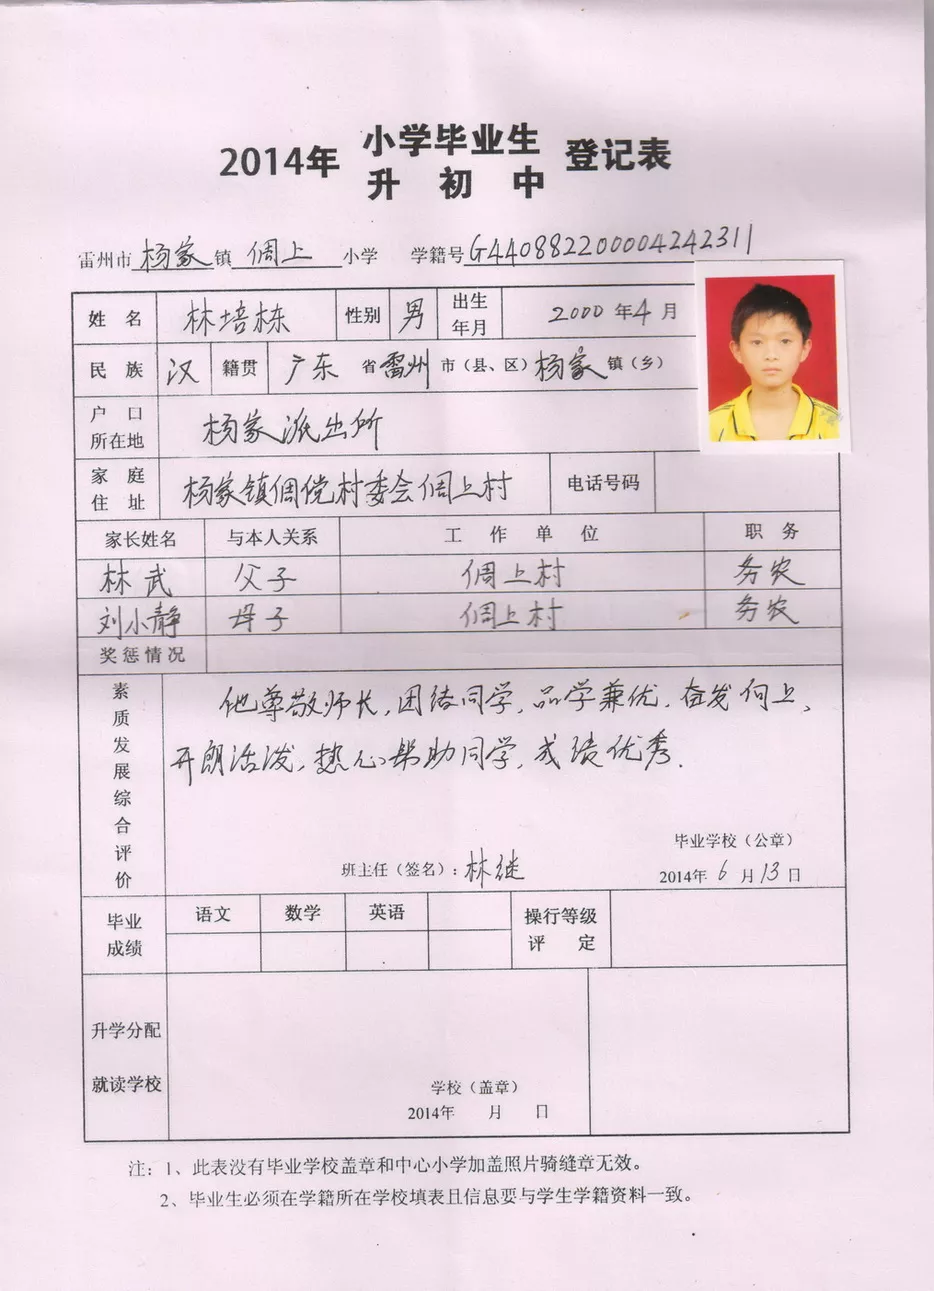 2014年 小学毕业生 登记表
升初中
雷州市 杨家 镇 倜上 小学 学籍号 G440882200004242311
姓名 林培栋 性别 男 出生年月 2000年4月
民族 汉 籍贯 广东 省 雷州 市(县、区) 杨家 镇(乡)
户口所在地 杨家派出所
家庭住址 杨家镇倜傥村委会倜上村 电话号码
家长姓名 与本人关系 工作单位 职务
林武 父子 倜上村 务农
刘小静 母子 倜上村 务农
奖惩情况
素质发展综合评价
他尊敬师长,团结同学,品学兼优,奋发向上,
开朗活泼,热心帮助同学,成绩优秀.
毕业学校(公章)
班主任(签名):林继 2014年6月13日
毕业成绩 语文 数学 英语 操行等级评定
升学分配
就读学校
学校(盖章)
2014年 月 日
注:1、此表没有毕业学校盖章和中心小学加盖照片骑缝章无效。
2、毕业生必须在学籍所在学校填表且信息要与学生学籍资料一致。